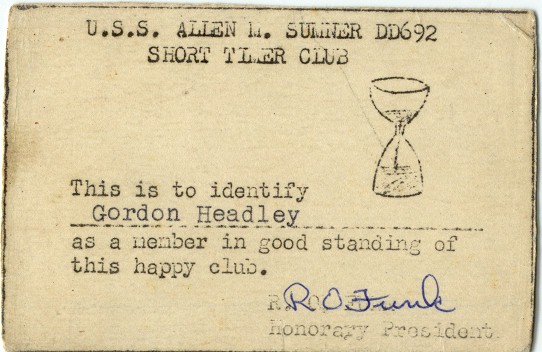 U.S.S. ALLEN M. SUMNER DD692
SHORT TIMER CLUB
This is to identify
Gordon Headley
as a member in good standing of
this happy club.
R O Funk
R. O.
Honorary President